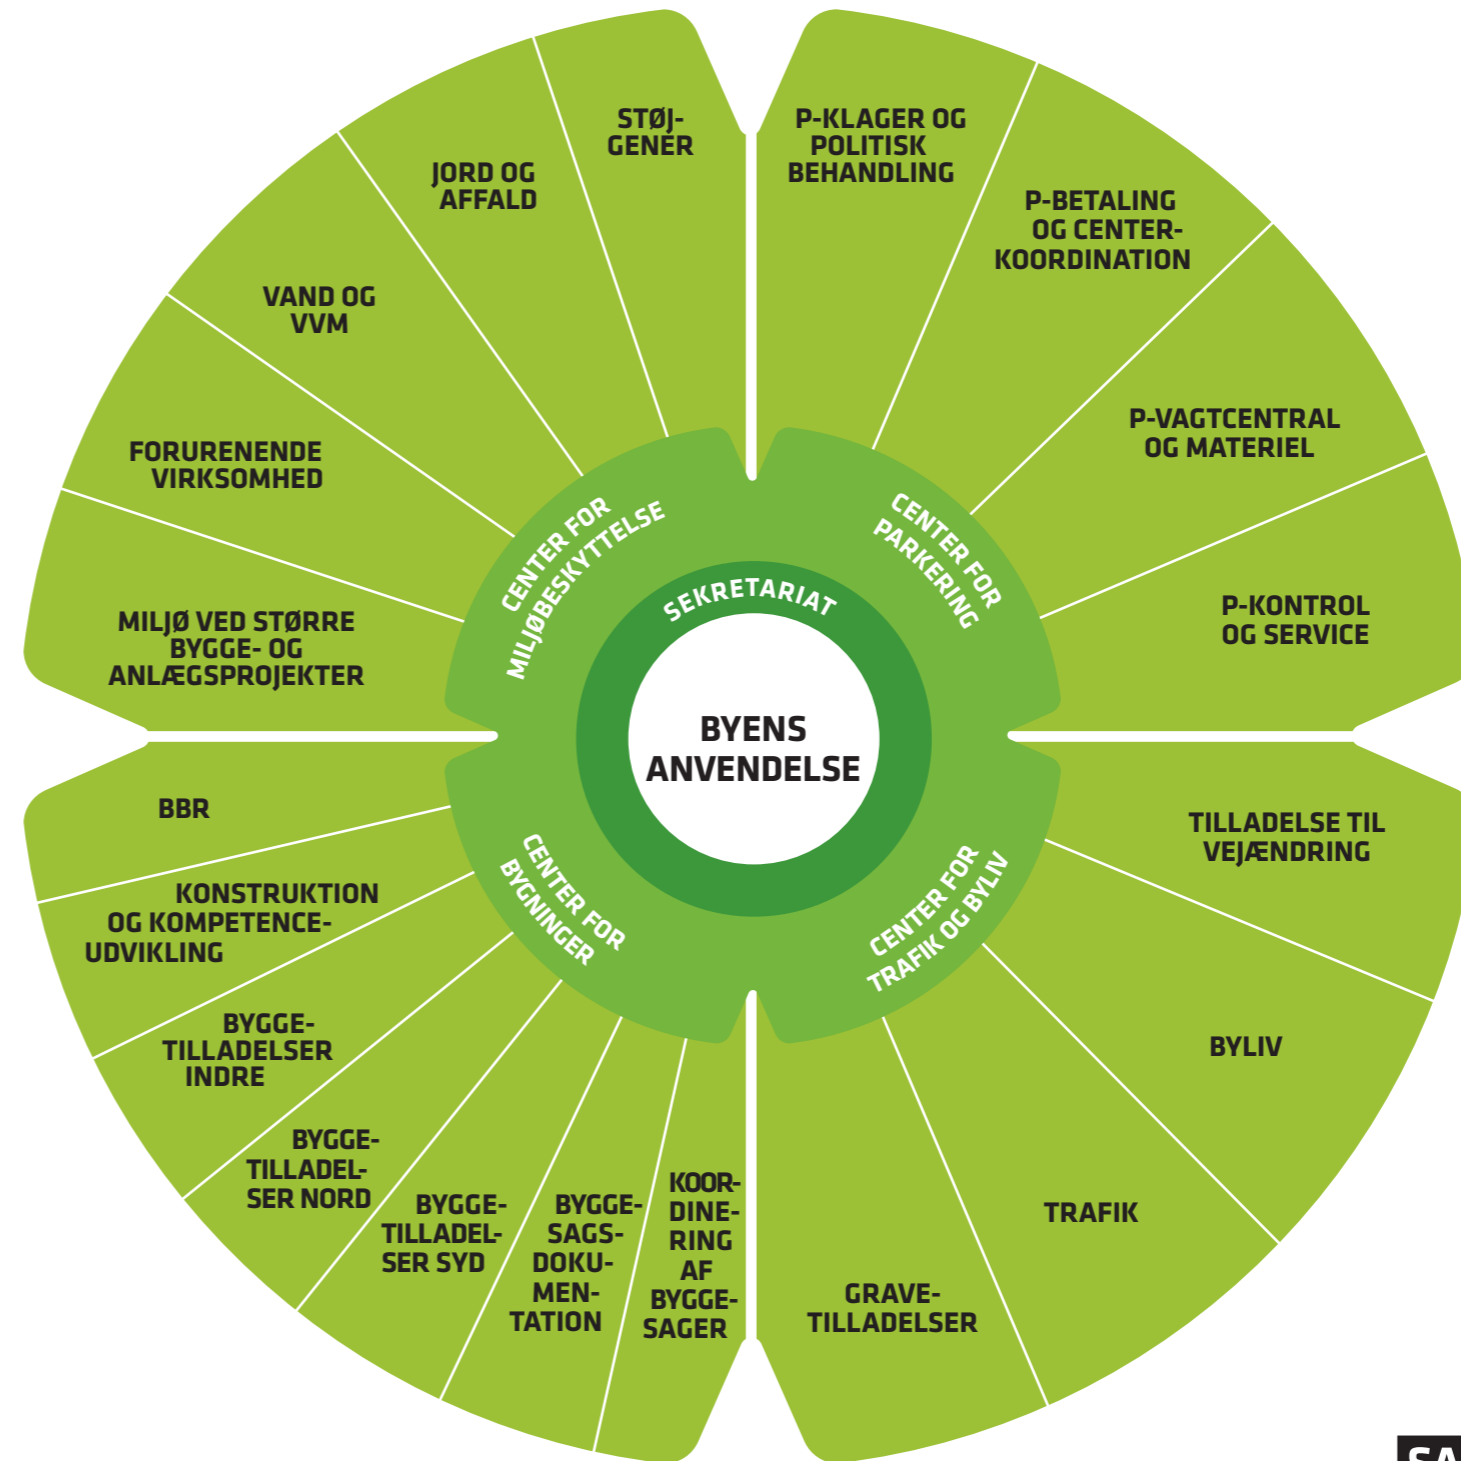 STØJ-
GENER
P-KLAGER OG
POLITISK
BEHANDLING
JORD OG
AFFALD
P-BETALING
OG CENTER-
KOORDINATION
VAND OG
VVM
P-VAGTCENTRAL
OG MATERIEL
FORURENENDE
VIRKSOMHED
P-KONTROL
OG SERVICE
MILJØ VED STØRRE
BYGGE- OG
ANLÆGSPROJEKTER
CENTER FOR
MILJØBESKYTTELSE
CENTER FOR
PARKERING
SEKRETARIAT
BYENS
ANVENDELSE
CENTER FOR
BYGNINGER
CENTER FOR
TRAFIK OG BYLIV
BBR
KONSTRUKTION
OG KOMPETENCE-
UDVIKLING
BYGGE-
TILLADELSER
INDRE
BYGGE-
TILLADEL-
SER NORD
BYGGE-
TILLADEL-
SER SYD
BYGGE-
SAGS-
DOKU-
MEN-
TATION
KOOR-
DINE-
RING
AF
BYGGE-
SAGER
GRAVE-
TILLADELSER
TRAFIK
BYLIV
TILLADELSE TIL
VEJÆNDRING